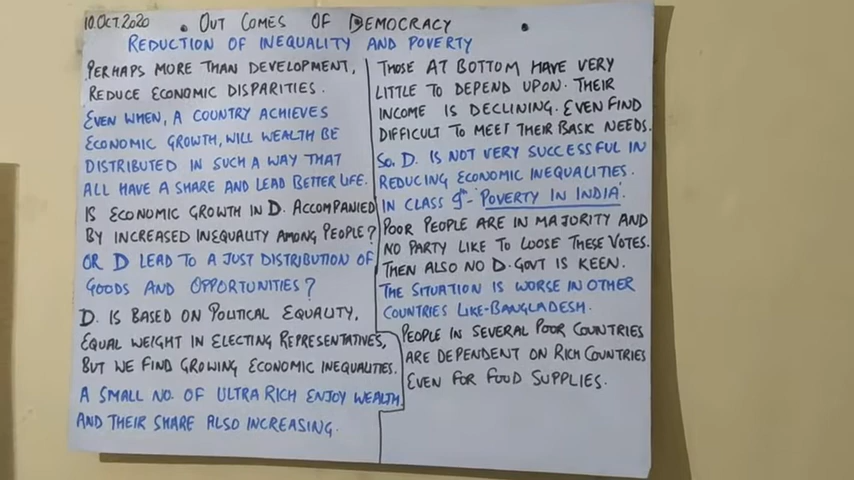 10.OCT.2020
OUT COMES OF DEMOCRACY
REDUCTION OF INEQUALITY AND POVERTY
PERHAPS MORE THAN DEVELOPMENT,
REDUCE ECONOMIC DISPARITIES.
EVEN WHEN, A COUNTRY ACHIEVES
ECONOMIC GROWTH, WILL WEALTH BE
DISTRIBUTED IN SUCH A WAY THAT
ALL HAVE A SHARE AND LEAD BETTER LIFE.
IS ECONOMIC GROWTH IN D. ACCOMPANIED
BY INCREASED INEQUALITY AMONG PEOPLE?
OR D LEAD TO A JUST DISTRIBUTION OF
GOODS AND OPPORTUNITIES?
D. IS BASED ON POLITICAL EQUALITY,
EQUAL WEIGHT IN ELECTING REPRESENTATIVES,
BUT WE FIND GROWING ECONOMIC INEQUALITIES.
A SMALL NO. OF ULTRA RICH ENJOY WEALTH
AND THEIR SHARE ALSO INCREASING.
THOSE AT BOTTOM HAVE VERY
LITTLE TO DEPEND UPON. THEIR
INCOME IS DECLINING. EVEN FIND
DIFFICULT TO MEET THEIR BASIC NEEDS.
SO, D. IS NOT VERY SUCCESSFUL IN
REDUCING ECONOMIC INEQUALITIES.
IN CLASS 9th - 'POVERTY IN INDIA'.
POOR PEOPLE ARE IN MAJORITY AND
NO PARTY LIKE TO LOOSE THESE VOTES.
THEN ALSO NO D. GOVT IS KEEN.
THE SITUATION IS WORSE IN OTHER
COUNTRIES LIKE-BANGLADESH.
PEOPLE IN SEVERAL POOR COUNTRIES
ARE DEPENDENT ON RICH COUNTRIES
EVEN FOR FOOD SUPPLIES.